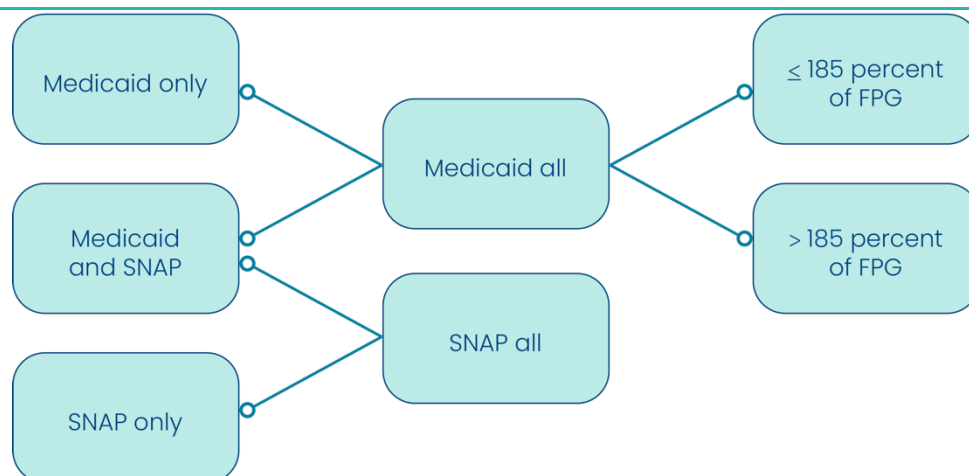 Medicaid only
Medicaid
and SNAP
SNAP only
Medicaid all
SNAP all
≤ 185 percent
of FPG
> 185 percent
of FPG